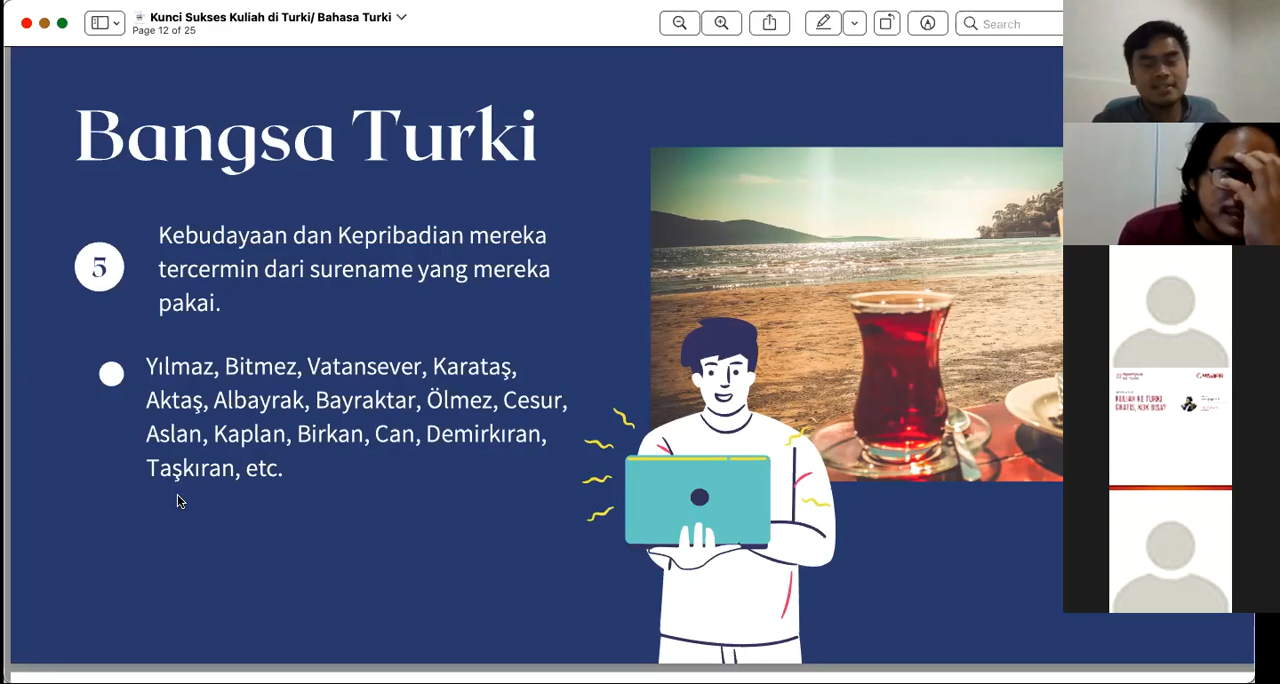 Kunci Sukses Kuliah di Turki/ Bahasa Turki
Page 12 of 25
Search
Bangsa Turki
5
Kebudayaan dan Kepribadian mereka
tercermin dari surename yang mereka
pakai.
Yılmaz, Bitmez, Vatansever, Karataş,
Aktaş, Albayrak, Bayraktar, Ölmez, Cesur,
Aslan, Kaplan, Birkan, Can, Demirkıran,
Taşkıran, etc.
KULIAH KE TURKI
GRATIS, KOK BISA?